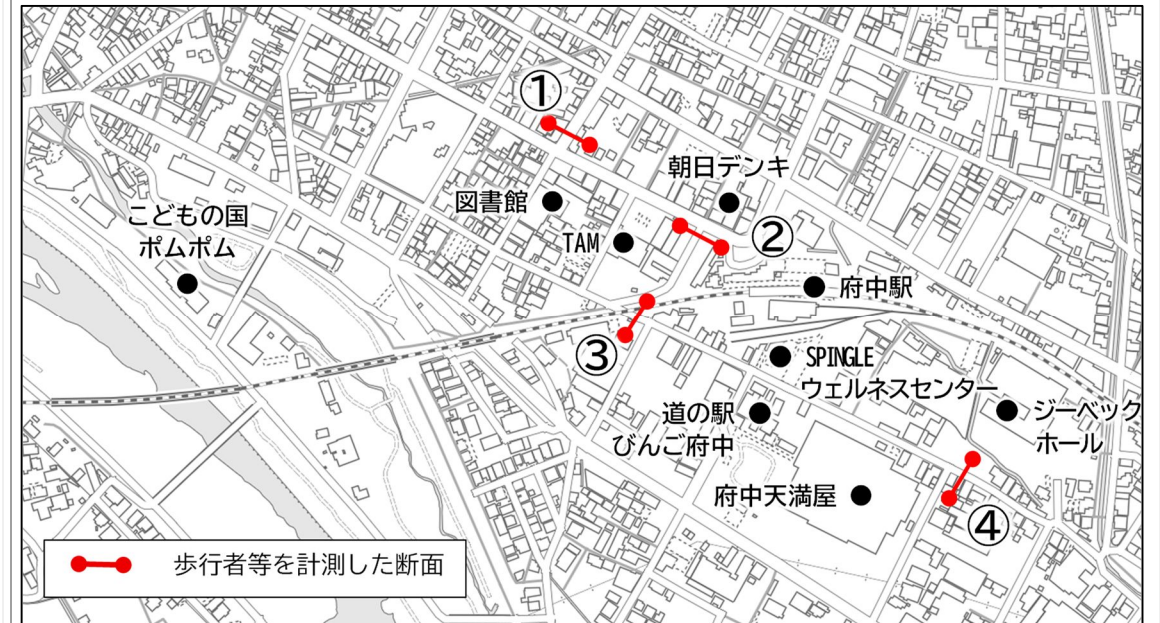 ①
朝日デンキ
図書館
こどもの国
ポムポム
TAM
②
府中駅
③
SPINGLE
ウェルネスセンター
道の駅
びんご府中
ジーベック
ホール
府中天満屋
④
歩行者等を計測した断面